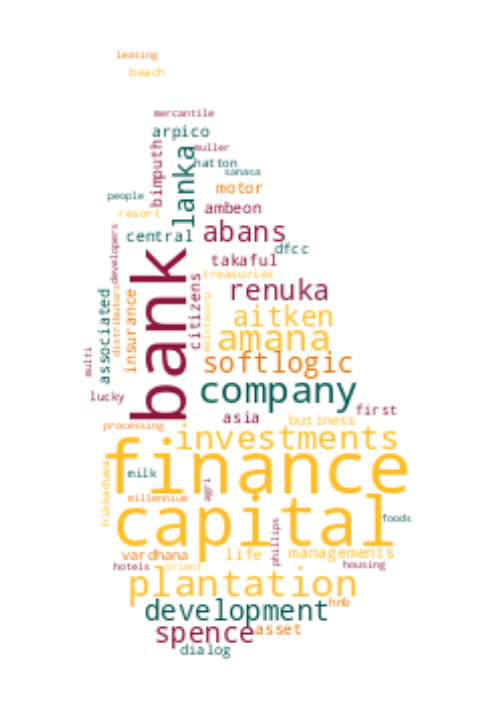 leasing
beach
mercantile
arpico
muller
lanka
bimputh
hatton
sanasa
motor
people
resort
ambeon
central
abans
dfcc
developers
takaful
treasuries
bank
citizens
renuka
associated
distributors
insurance
aitken
amana
multi
softlogic
company
lucky
first
asia
business
processing
investments
finance
hikkaduwa
milk
agri
millennium
capital
foods
phillips
vardhana
life
managements
hotels
orient
housing
plantation
development
hnb
spence
asset
dialog